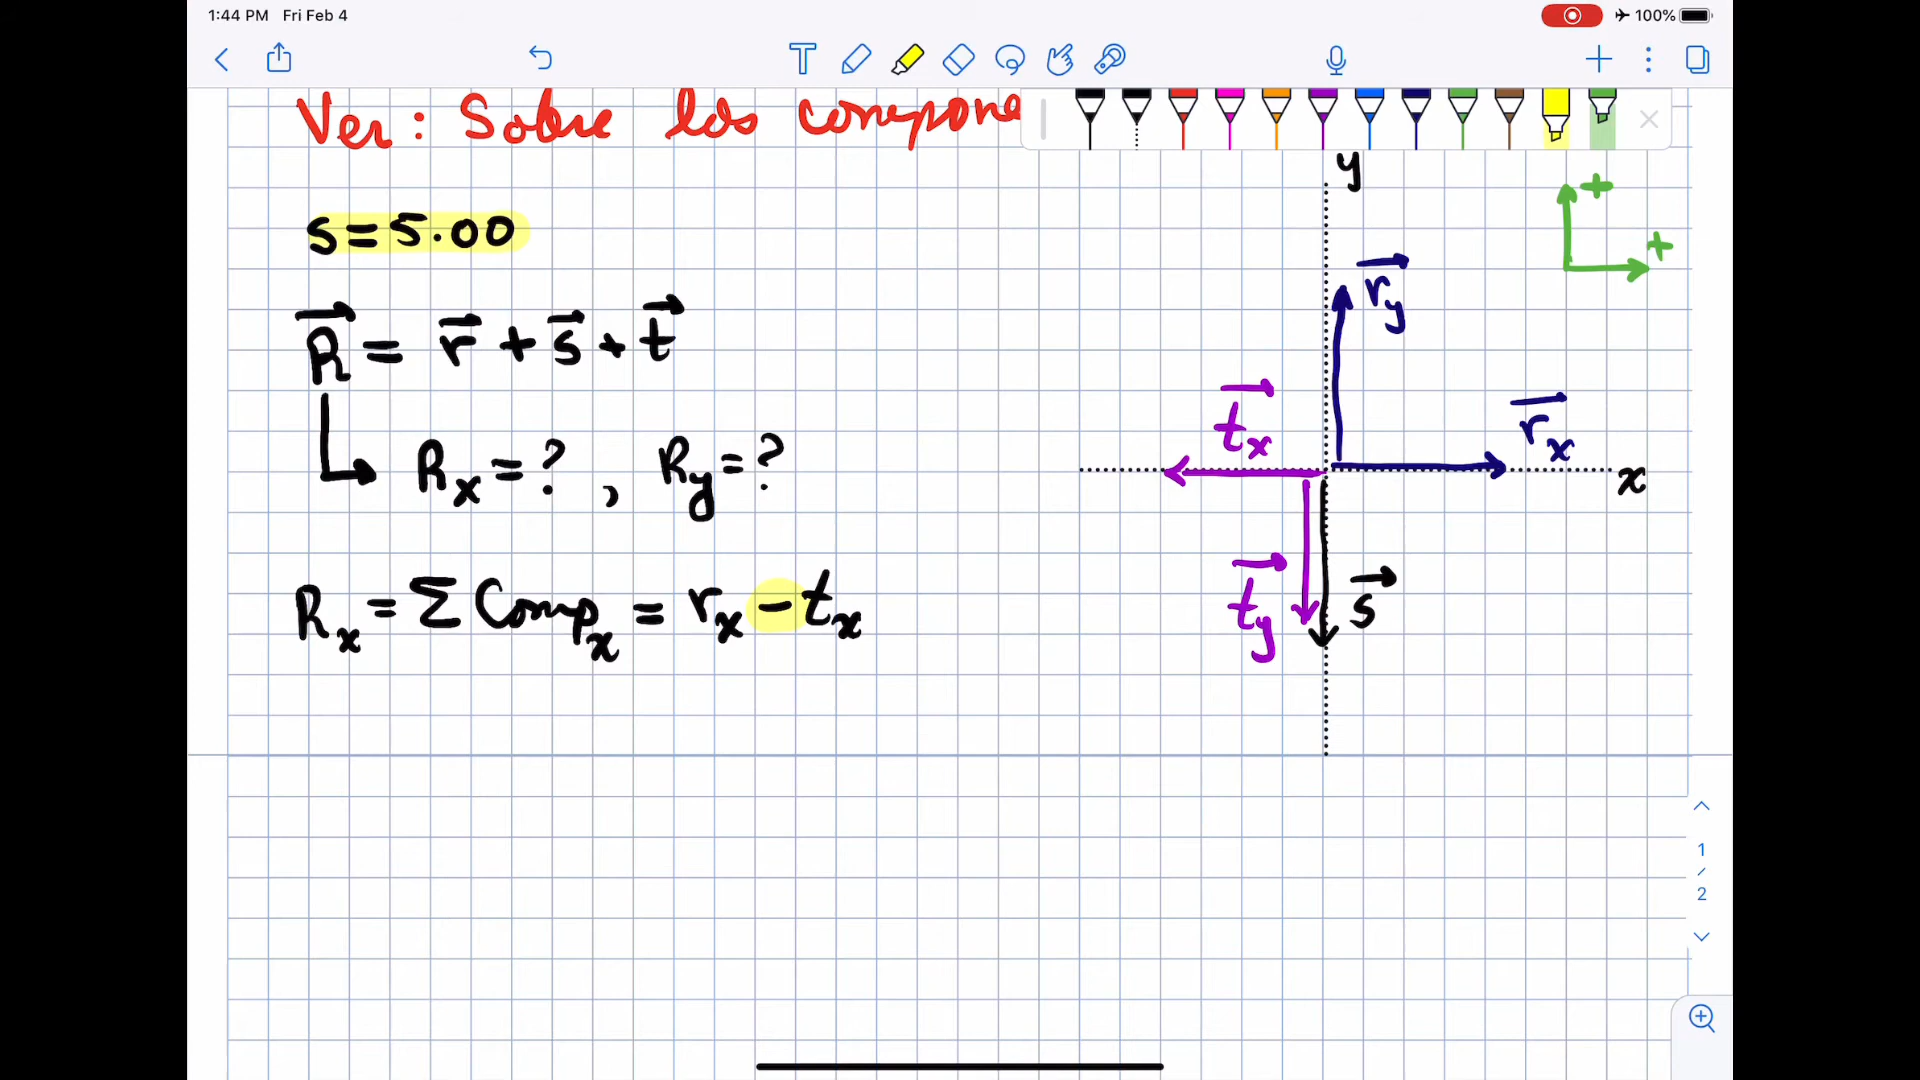 1:44 PM Fri Feb 4
100%
T
Ver: Sobre los compone
s = 5.00
R = r + s + t
Rx = ? , Ry = ?
Rx = Σ Compx = rx - tx
y
+
+
ry
rx
tx
x
ty
s
1
/
2